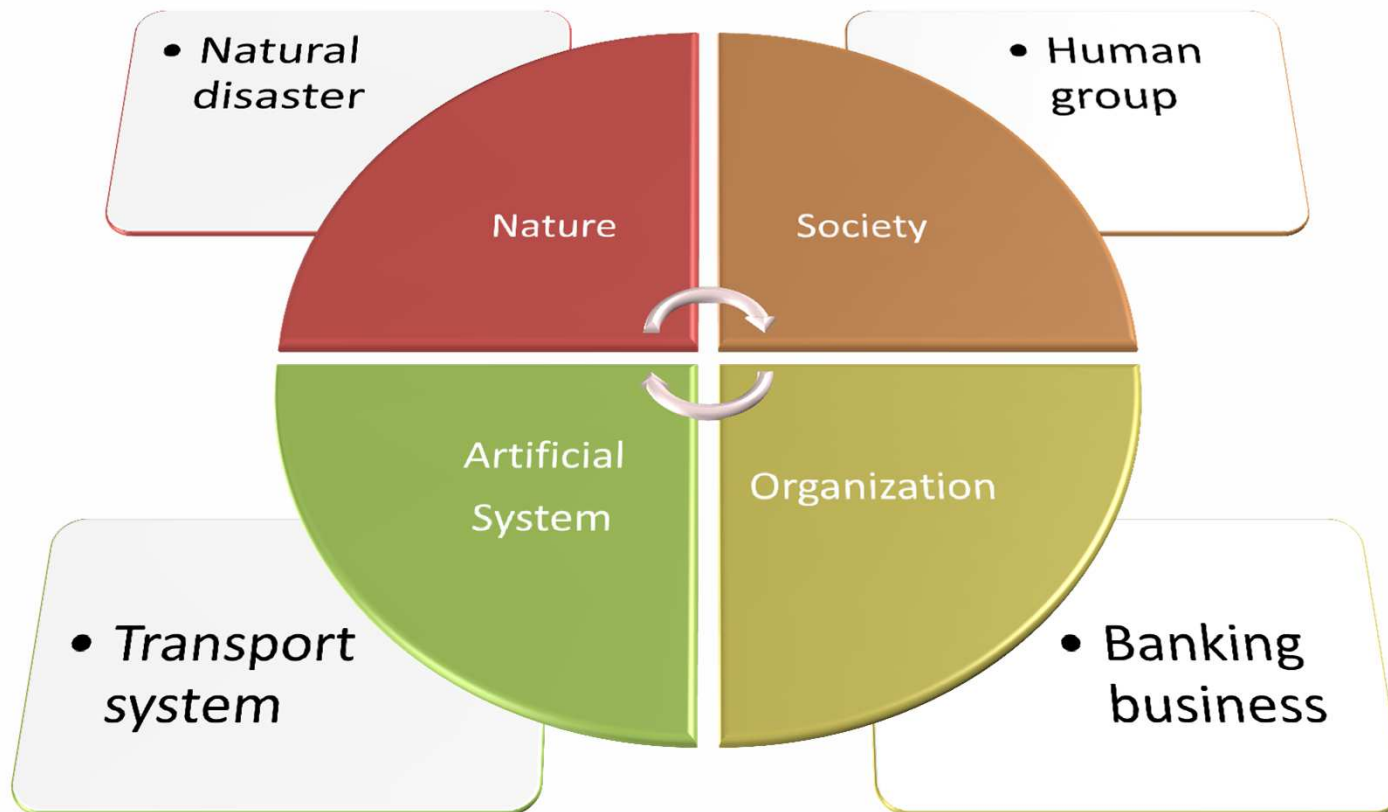 • Natural
disaster
• Human
group
Nature
Society
Artificial
System
Organization
• Transport
system
• Banking
business